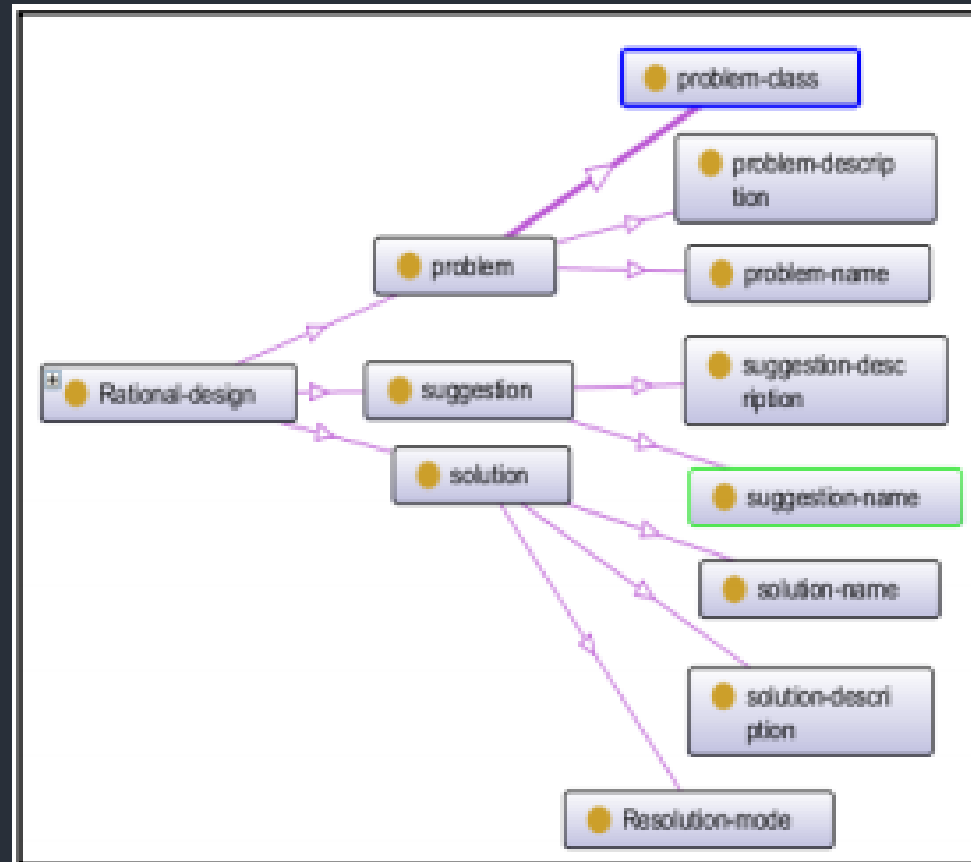 problem-class
problem-descrip
tion
problem
problem-name
Rational-design
suggestion
suggestion-desc
ription
solution
suggestion-name
solution-name
solution-descri
ption
Resolution-mode